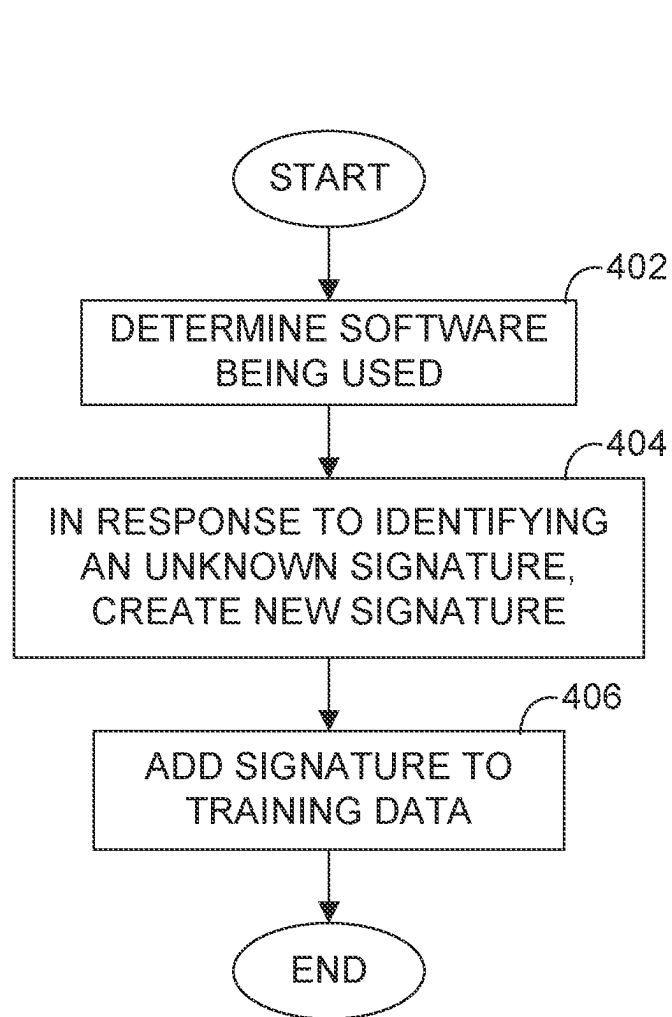 START
402
DETERMINE SOFTWARE
BEING USED
404
IN RESPONSE TO IDENTIFYING
AN UNKNOWN SIGNATURE,
CREATE NEW SIGNATURE
406
ADD SIGNATURE TO
TRAINING DATA
END